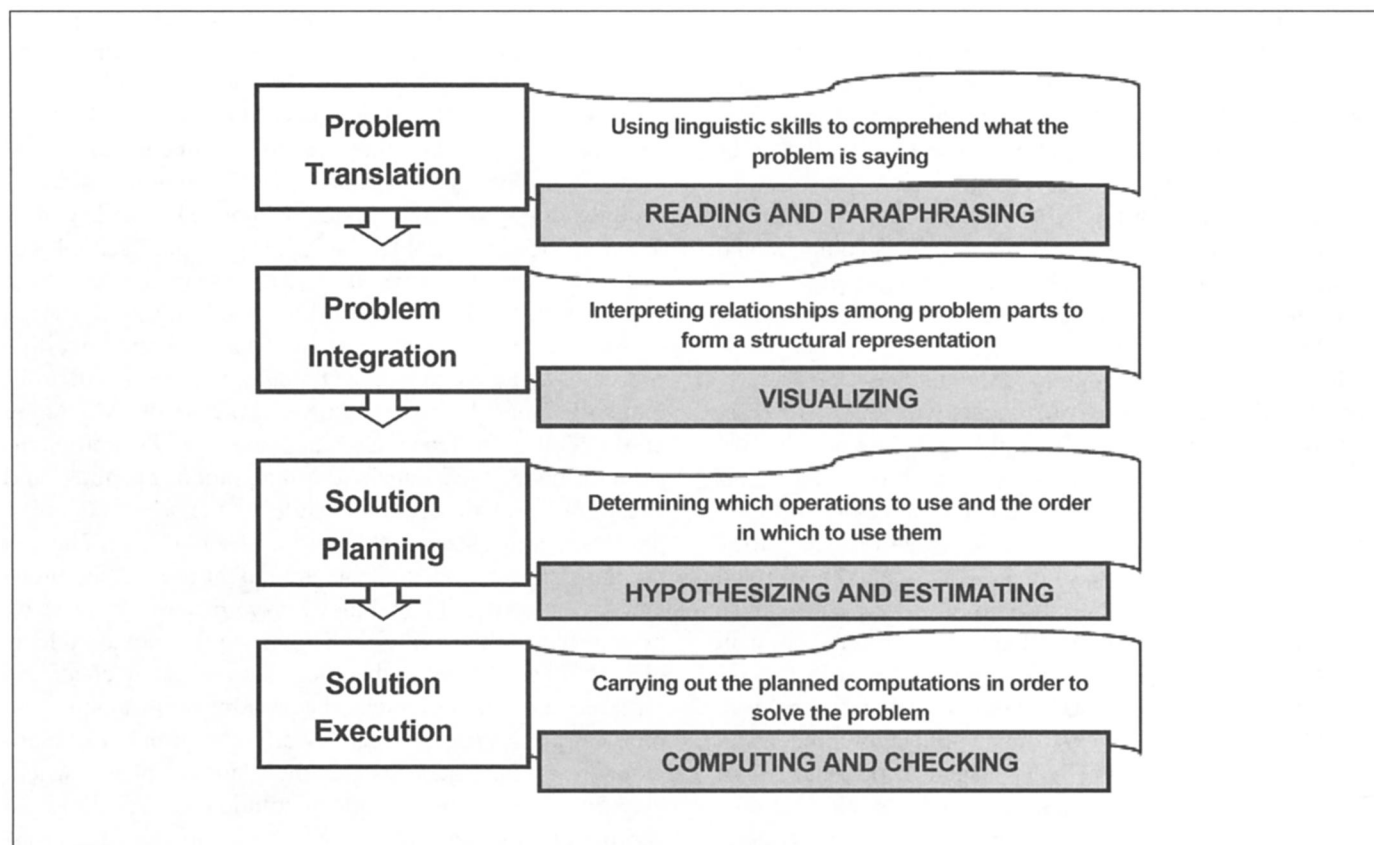 Problem
Translation
Using linguistic skills to comprehend what the
problem is saying
READING AND PARAPHRASING
Problem
Integration
Interpreting relationships among problem parts to
form a structural representation
VISUALIZING
Solution
Planning
Determining which operations to use and the order
in which to use them
HYPOTHESIZING AND ESTIMATING
Solution
Execution
Carrying out the planned computations in order to
solve the problem
COMPUTING AND CHECKING